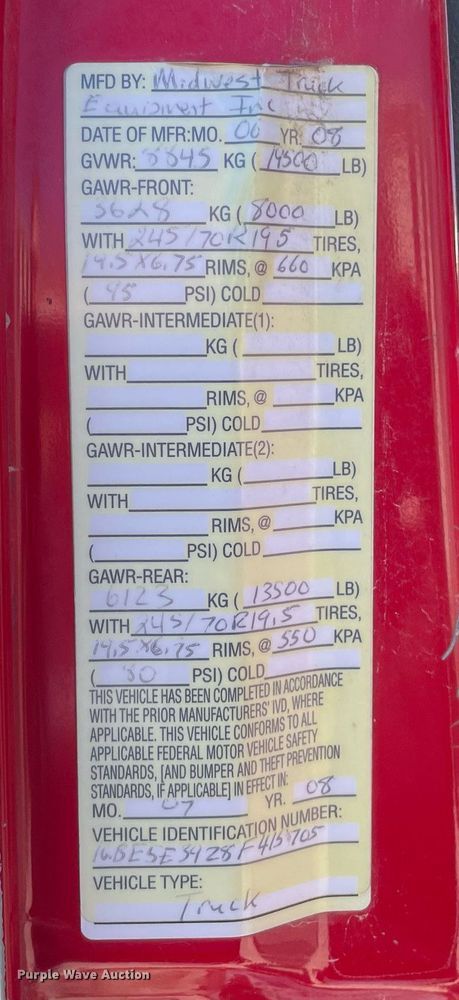 MFD BY: Midwest Truck
Equipment Inc
DATE OF MFR:MO. 06 YR. 08
GVWR: 8845 KG ( 19500 LB)
GAWR-FRONT:
3628 KG ( 8000 LB)
WITH 245/70R195 TIRES,
19.5X6.75 RIMS, @ 660 KPA
( 95 PSI) COLD
GAWR-INTERMEDIATE(1):
KG ( LB)
WITH TIRES,
RIMS, @ KPA
( PSI) COLD
GAWR-INTERMEDIATE(2):
KG ( LB)
WITH TIRES,
RIMS, @ KPA
( PSI) COLD
GAWR-REAR:
6123 KG ( 13500 LB)
WITH 245/70R19.5 TIRES,
19.5X6.75 RIMS, @ 550 KPA
( 80 PSI) COLD
THIS VEHICLE HAS BEEN COMPLETED IN ACCORDANCE
WITH THE PRIOR MANUFACTURERS' IVD, WHERE
APPLICABLE. THIS VEHICLE CONFORMS TO ALL
APPLICABLE FEDERAL MOTOR VEHICLE SAFETY
STANDARDS, [AND BUMPER AND THEFT PREVENTION
STANDARDS, IF APPLICABLE] IN EFFECT IN:
MO. 07 YR. 08
VEHICLE IDENTIFICATION NUMBER:
VEHICLE TYPE:
Truck
Purple Wave Auction